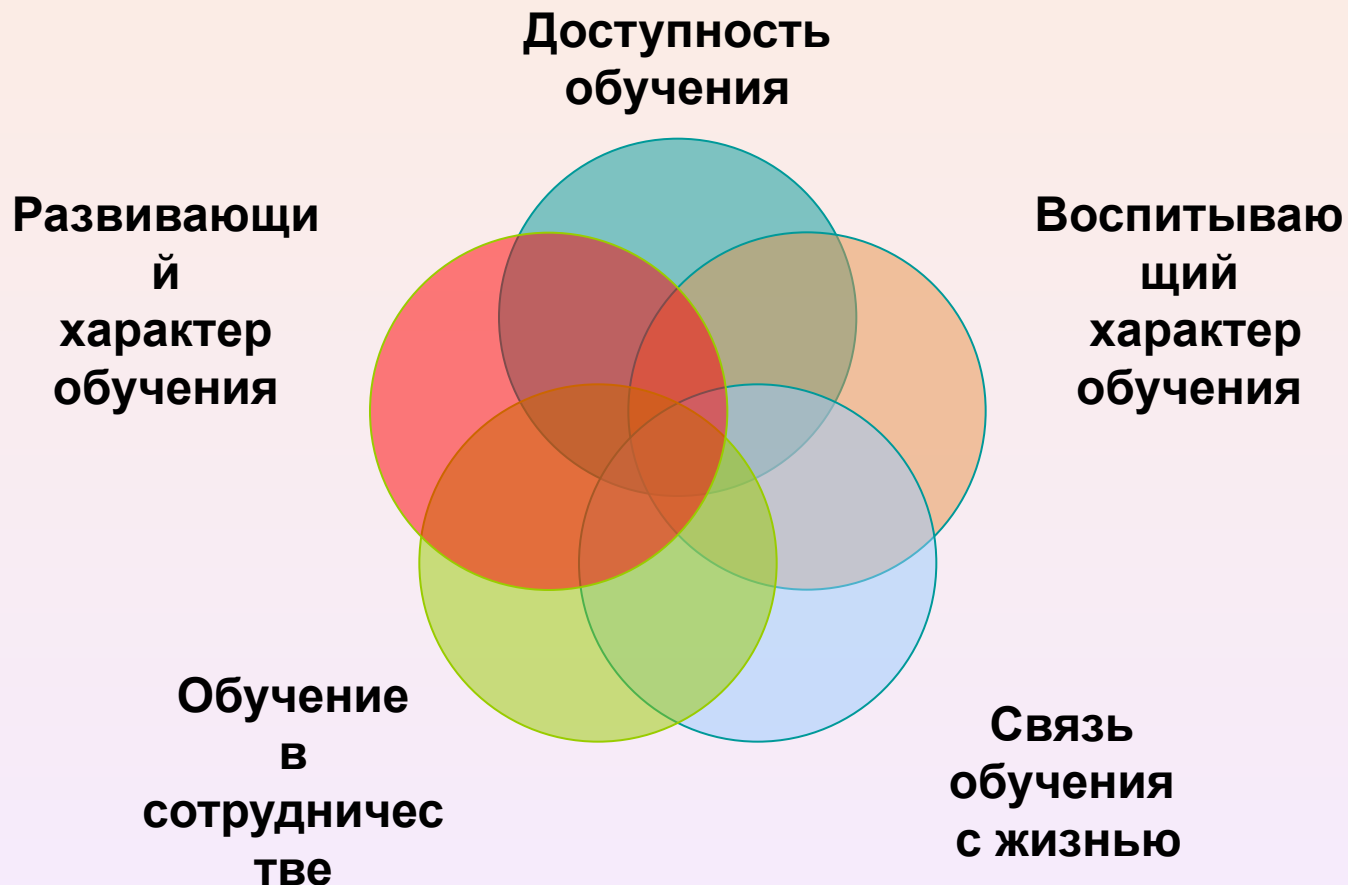 Доступность
обучения
Развивающи
й
характер
обучения
Воспитываю
щий
характер
обучения
Обучение
в
сотрудничес
тве
Связь
обучения
с жизнью